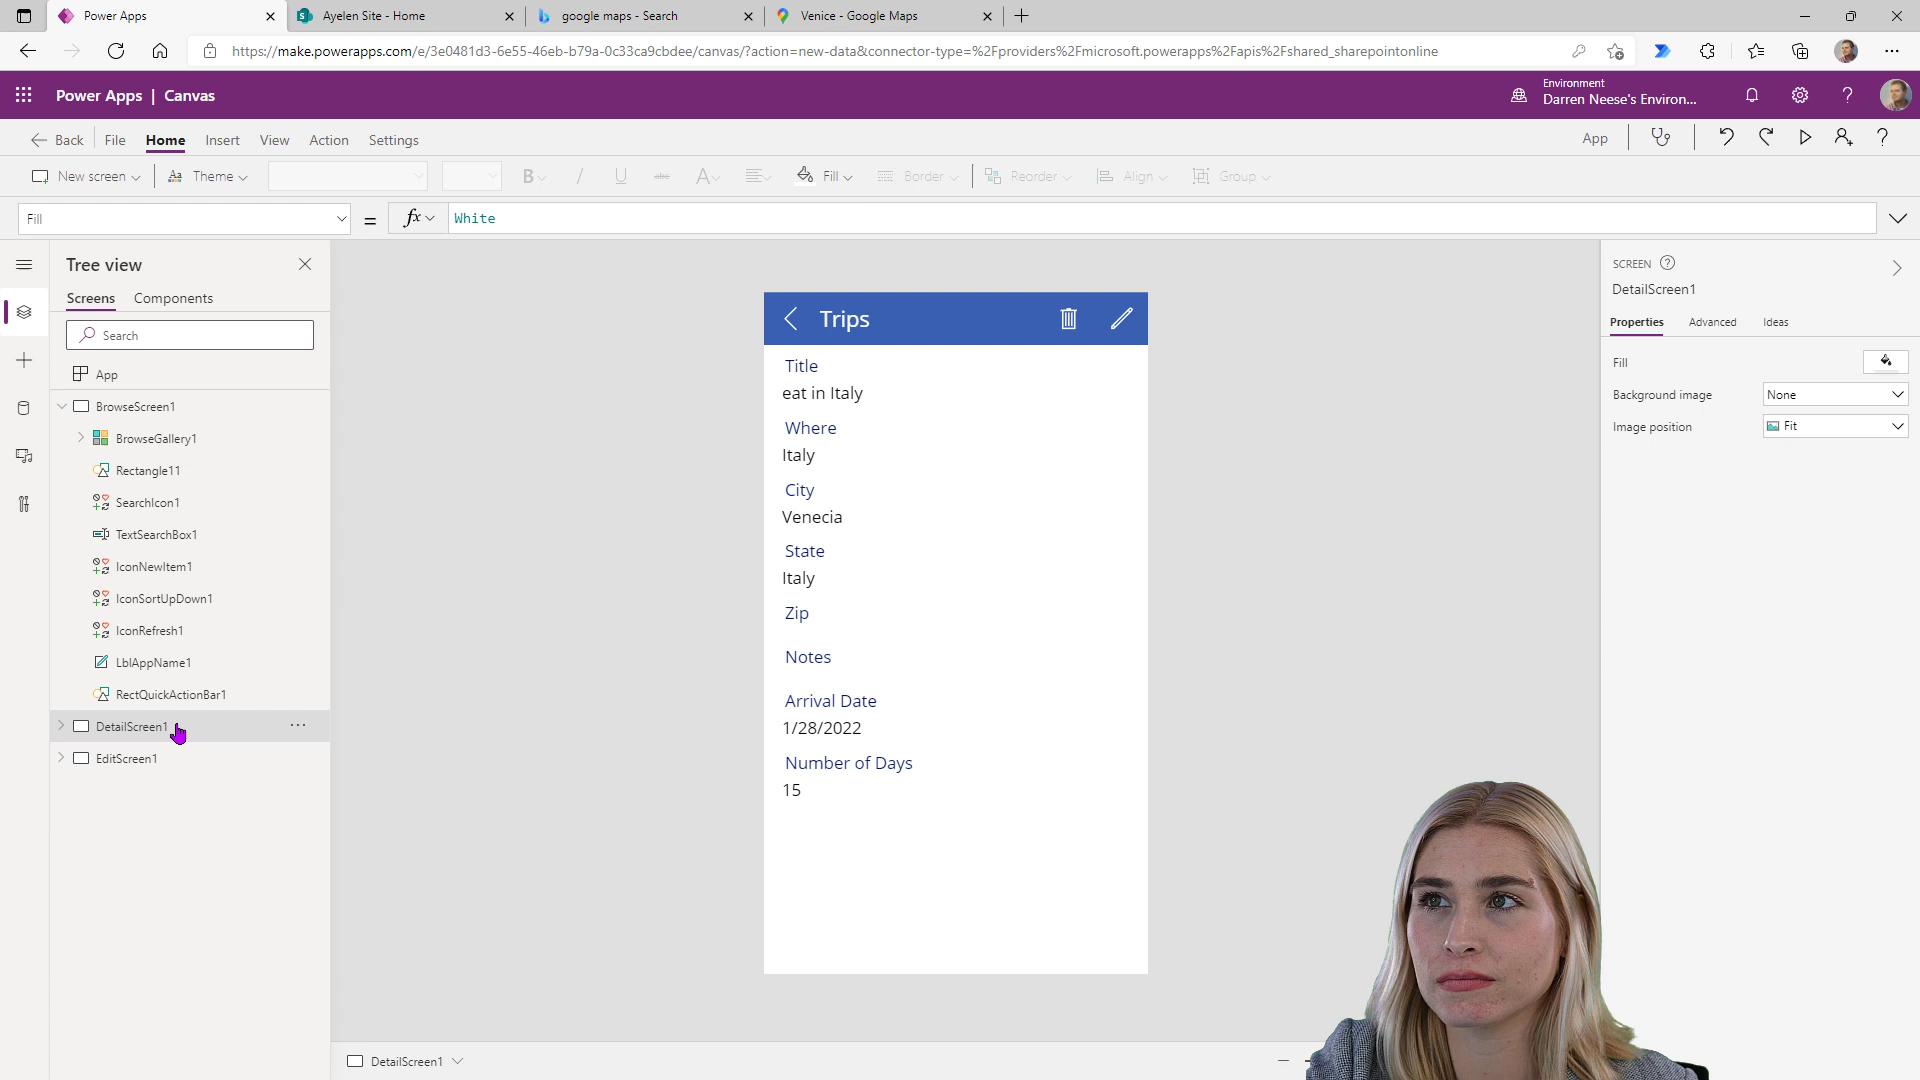 Power Apps
Ayelen Site - Home
google maps - Search
Venice - Google Maps
https://make.powerapps.com/e/3e0481d3-6e55-46eb-b79a-0c33ca9cbdee/canvas/?action=new-data&connector-type=%2Fproviders%2Fmicrosoft.powerapps%2Fapis%2Fshared_sharepointonline
Power Apps | Canvas
Environment
Darren Neese's Environ...
Back
File
Home
Insert
View
Action
Settings
App
New screen
Theme
Fill
Border
Reorder
Align
Group
Fill
=
fx
White
Tree view
Screens
Components
Search
App
BrowseScreen1
BrowseGallery1
Rectangle11
SearchIcon1
TextSearchBox1
IconNewItem1
IconSortUpDown1
IconRefresh1
LblAppName1
RectQuickActionBar1
DetailScreen1
EditScreen1
Trips
Title
eat in Italy
Where
Italy
City
Venecia
State
Italy
Zip
Notes
Arrival Date
1/28/2022
Number of Days
15
SCREEN
DetailScreen1
Properties
Advanced
Ideas
Fill
Background image
None
Image position
Fit
DetailScreen1